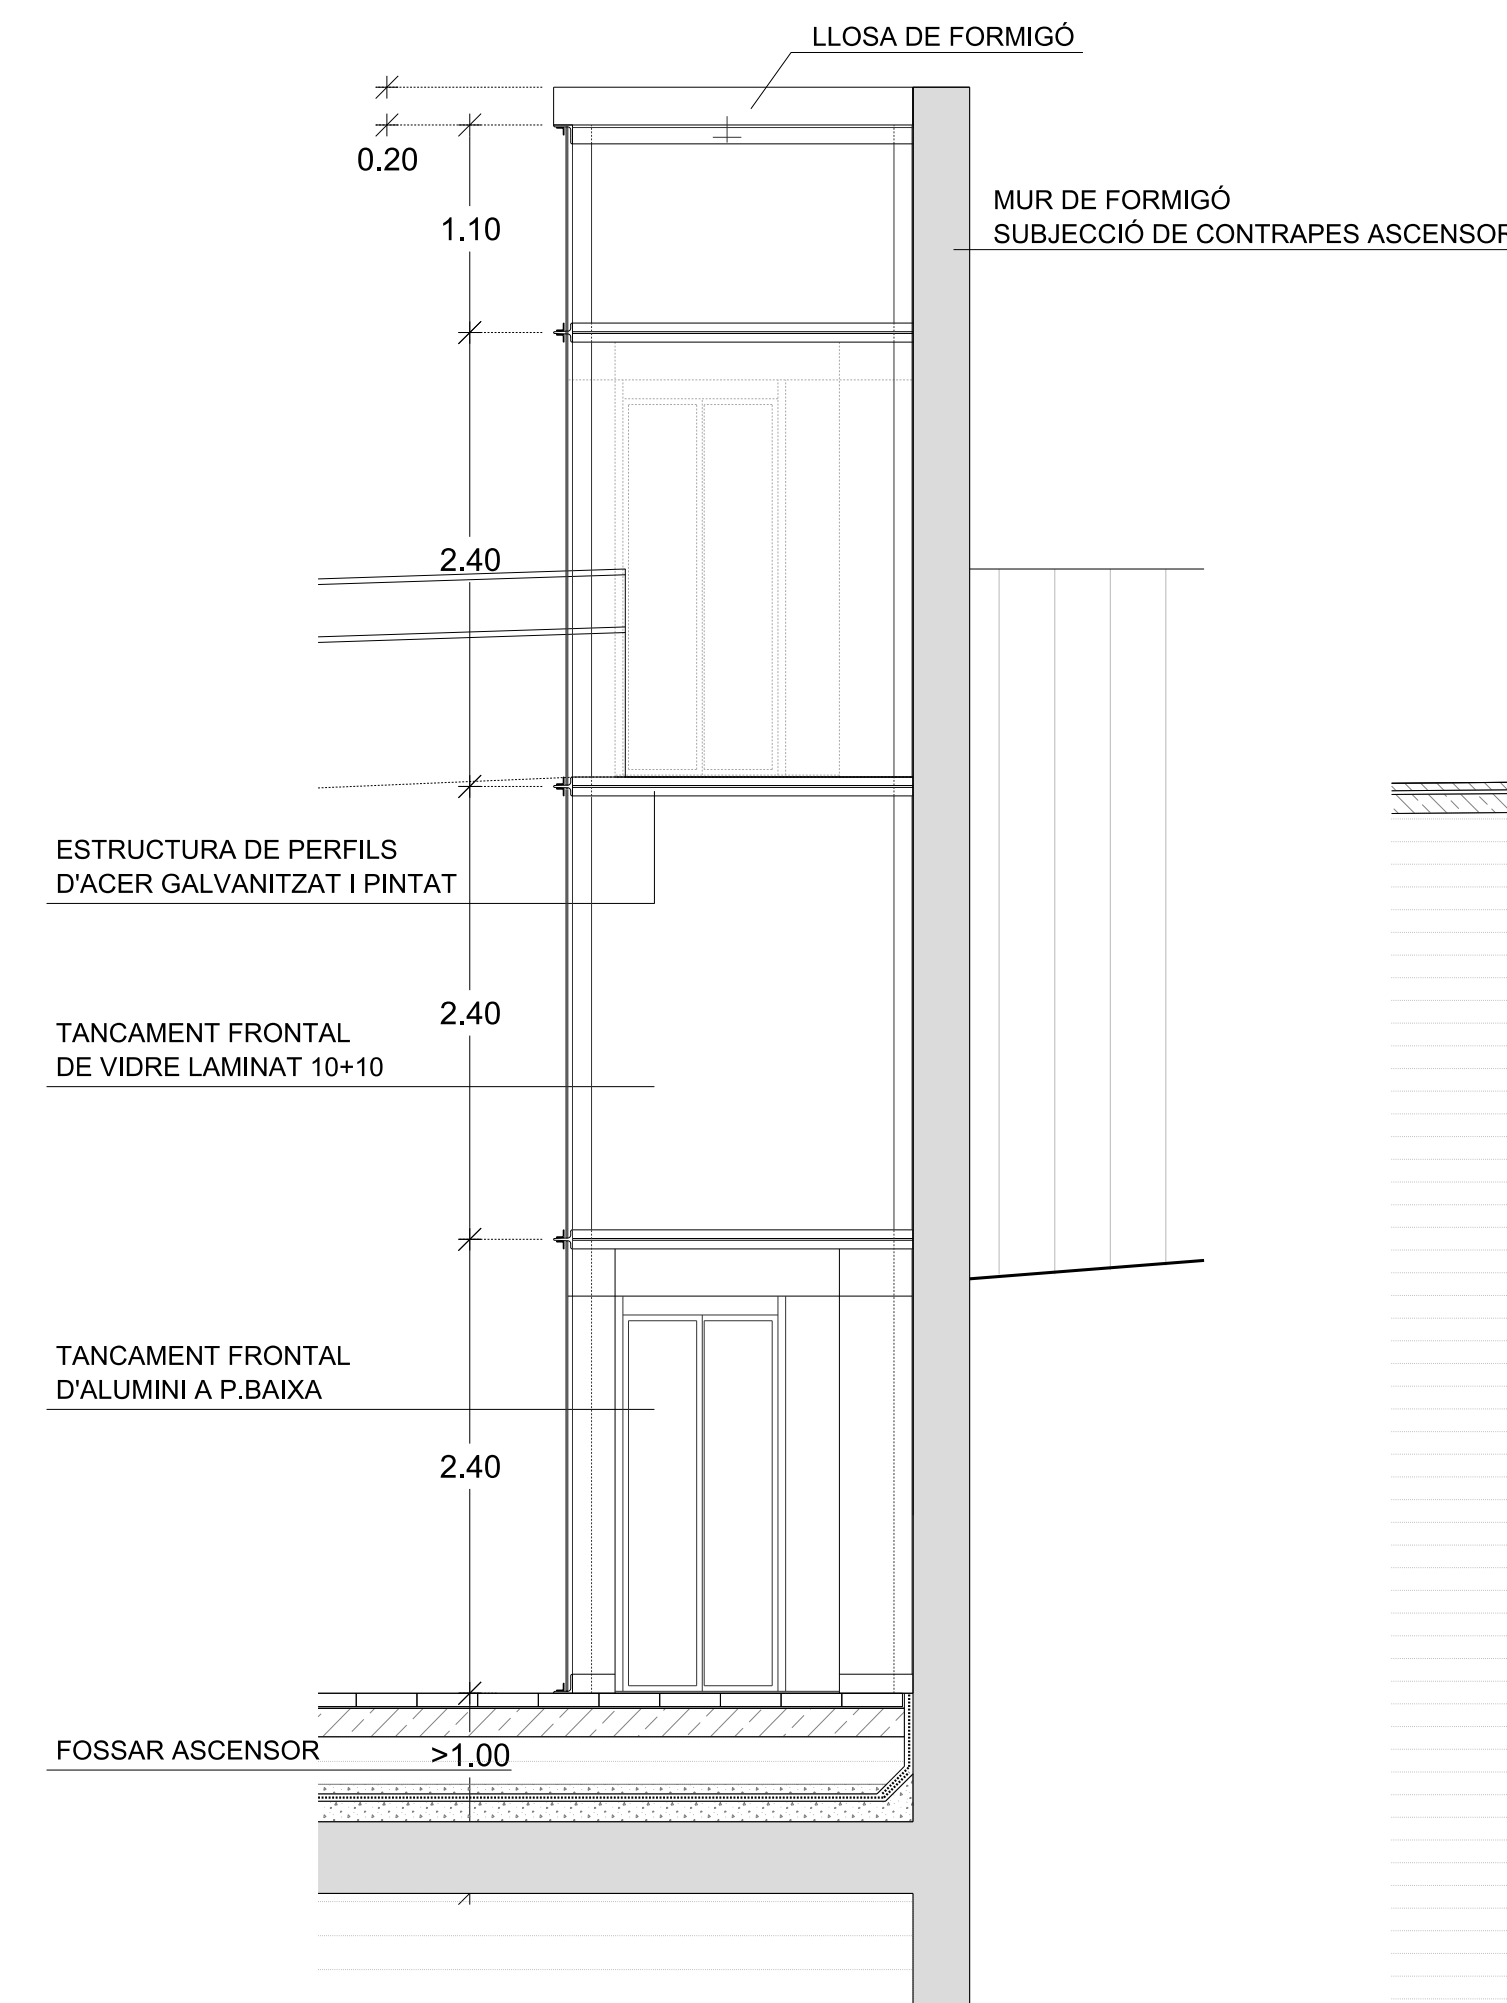 LLOSA DE FORMIGÓ
0.20
1.10
MUR DE FORMIGÓ
SUBJECCIÓ DE CONTRAPES ASCENSOR
2.40
ESTRUCTURA DE PERFILS
D'ACER GALVANITZAT I PINTAT
2.40
TANCAMENT FRONTAL
DE VIDRE LAMINAT 10+10
TANCAMENT FRONTAL
D'ALUMINI A P.BAIXA
2.40
FOSSAR ASCENSOR
>1.00